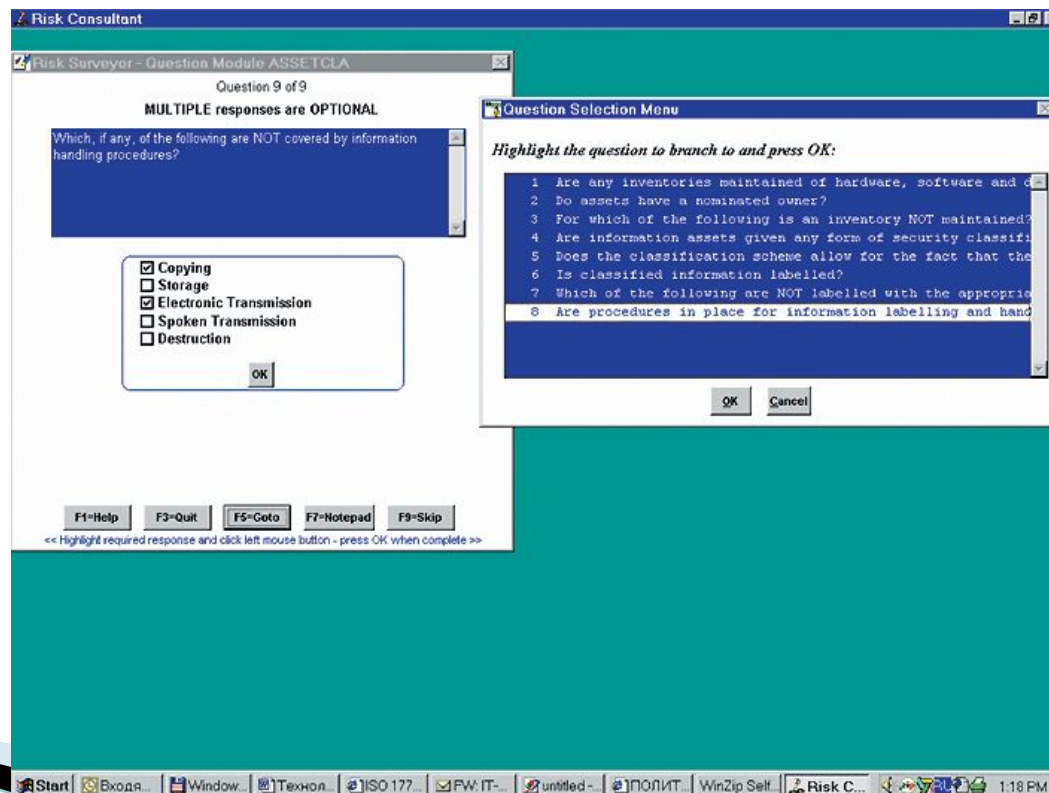 Risk Consultant
Risk Surveyor - Question Module ASSETCLA
Question 9 of 9
MULTIPLE responses are OPTIONAL
Which, if any, of the following are NOT covered by information
handling procedures?
Copying
Storage
Electronic Transmission
Spoken Transmission
Destruction
OK
F1=Help F3=Quit F5=Goto F7=Notepad F9=Skip
<< Highlight required response and click left mouse button - press OK when complete >>
Question Selection Menu
Highlight the question to branch to and press OK:
1 Are any inventories maintained of hardware, software and d
2 Do assets have a nominated owner?
3 For which of the following is an inventory NOT maintained?
4 Are information assets given any form of security classifi
5 Does the classification scheme allow for the fact that the
6 Is classified information labelled?
7 Which of the following are NOT labelled with the appropria
8 Are procedures in place for information labelling and hand
OK Cancel
Start Входя... Window... Технол... ISO 177... FW: IT-... untitled -... ПОЛИТ... WinZip Self... Risk C... RU 1:18 PM